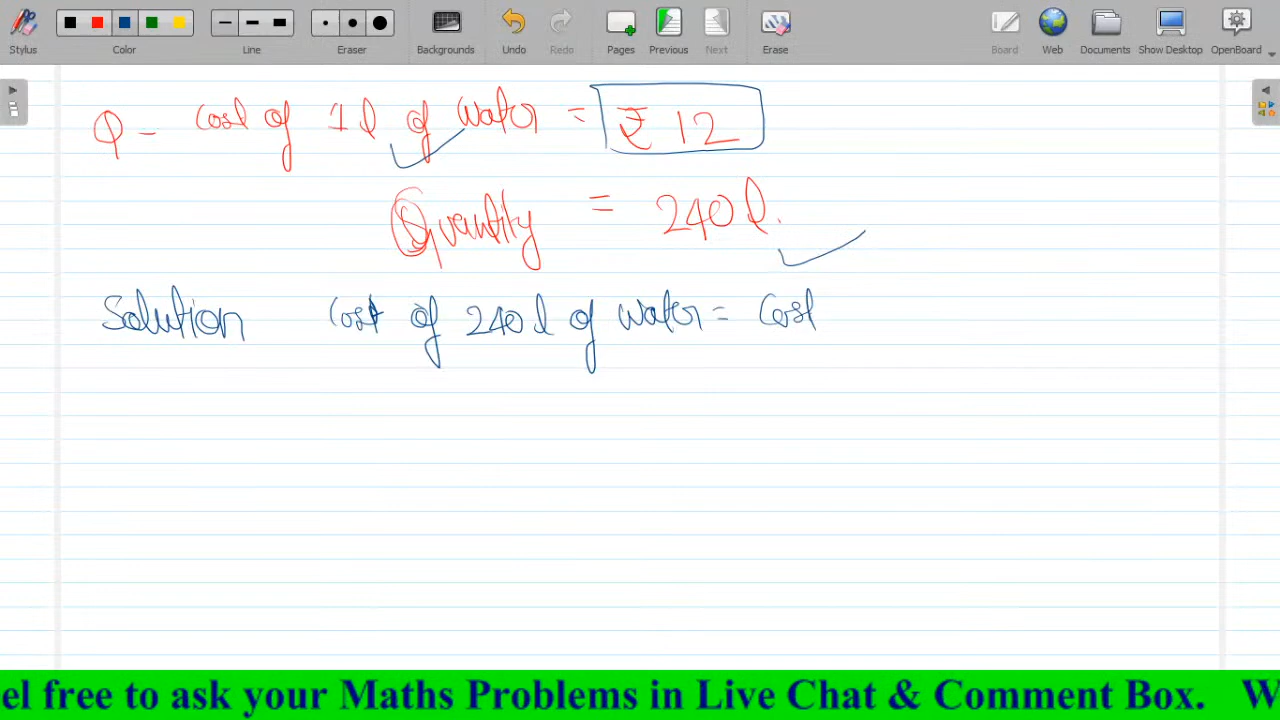 Stylus
Color
Line
Eraser
Backgrounds
Undo
Redo
Pages
Previous
Next
Erase
Board
Web
Documents
Show Desktop
OpenBoard
Q - cost of 1 l of water = ₹ 12
Quantity = 240 l.
Solution cost of 240 l of water = Cost
el free to ask your Maths Problems in Live Chat & Comment Box. W